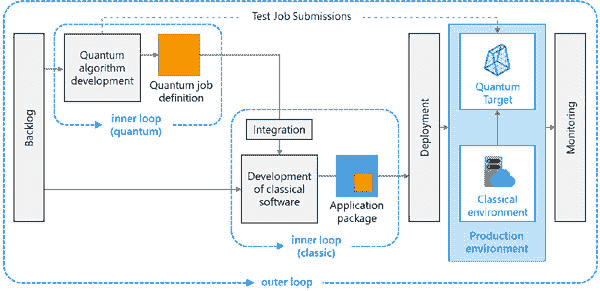 Test Job Submissions
Backlog
Quantum
algorithm
development
Quantum job
definition
inner loop
(quantum)
Integration
Development
of classical
software
Application
package
inner loop
(classic)
Deployment
Quantum
Target
Classical
environment
Production
environment
Monitoring
outer loop